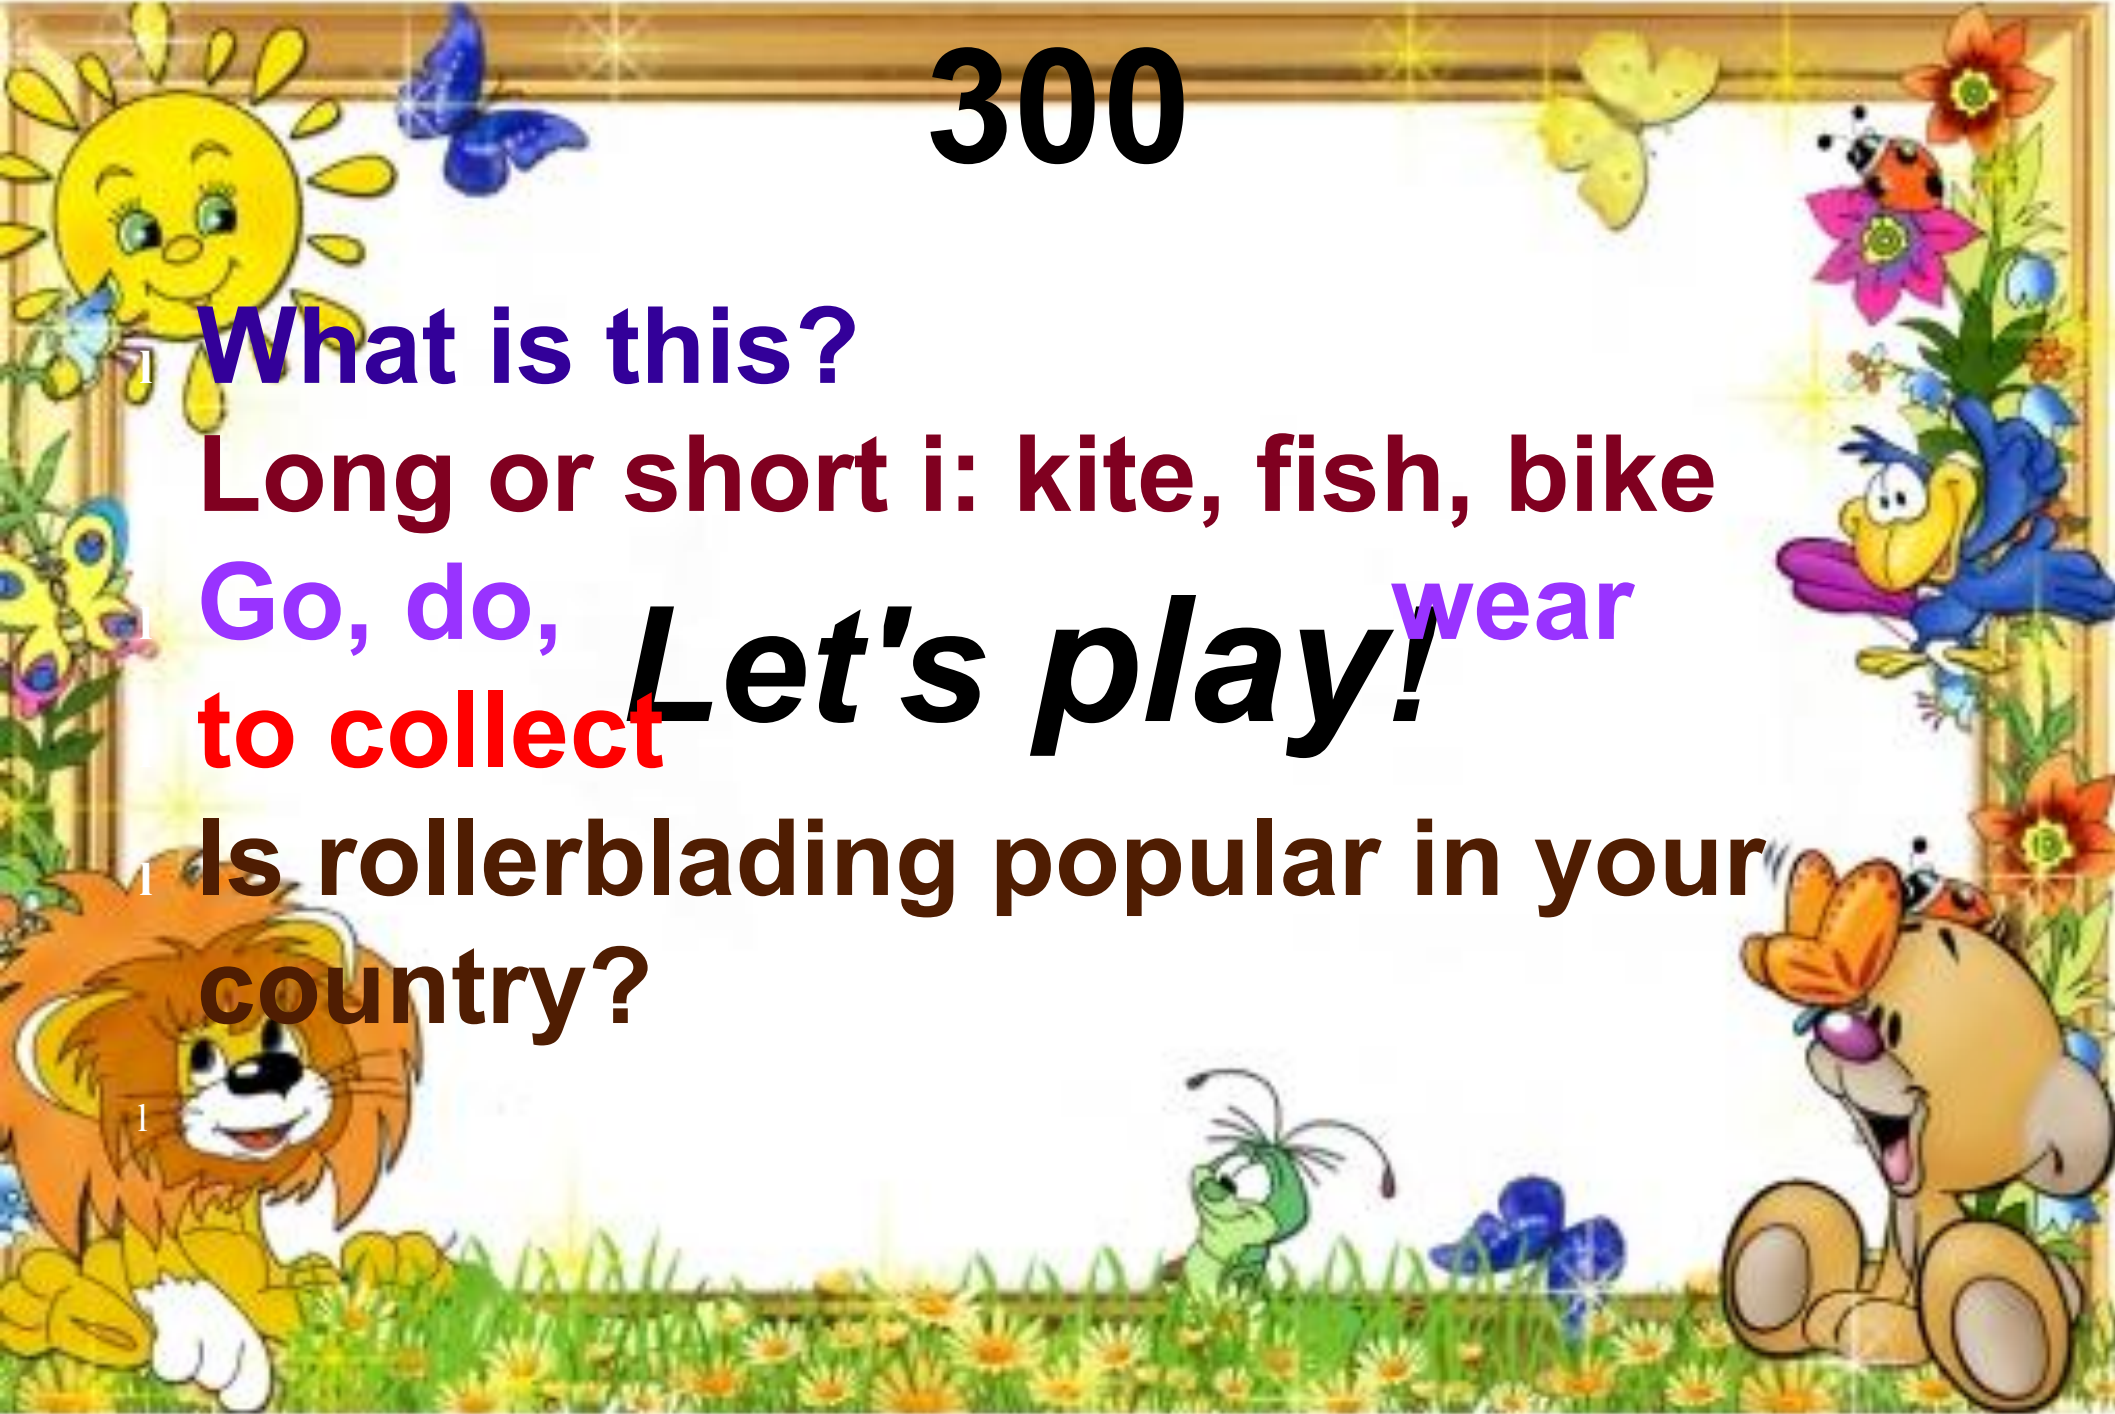 300
What is this?
Long or short i: kite, fish, bike
Go, do, wear
Let's play!
to collect
Is rollerblading popular in your
country?